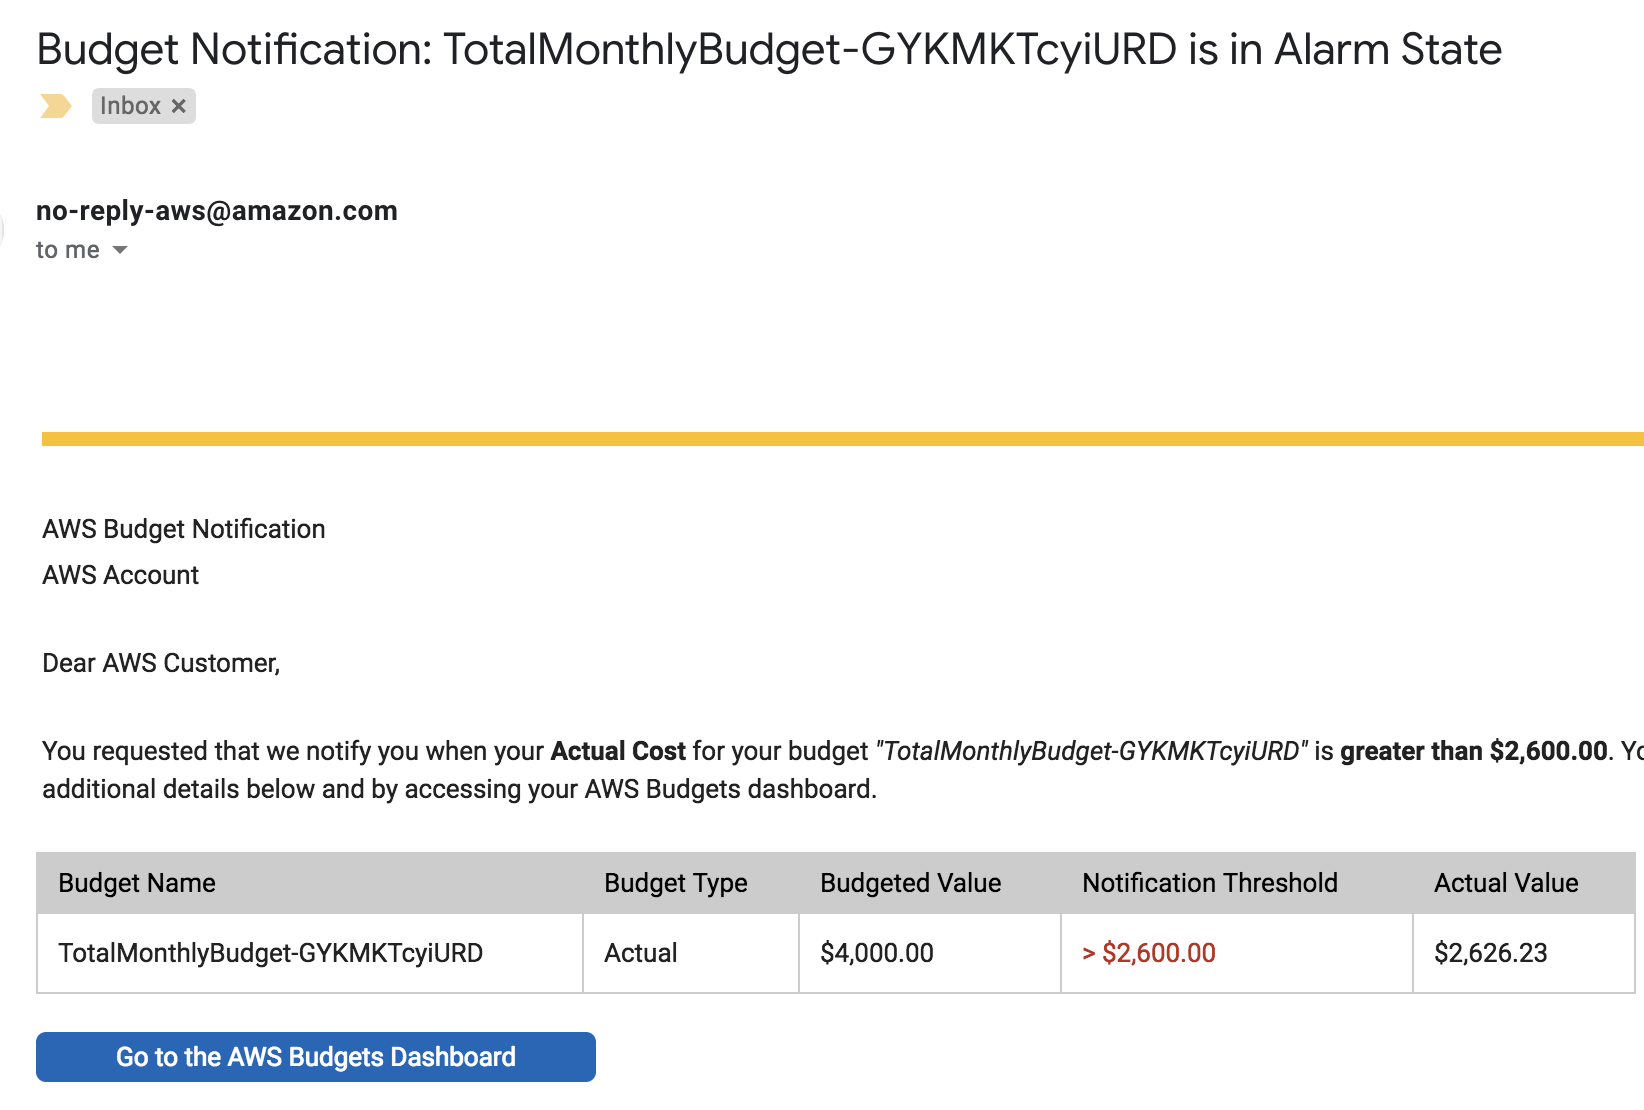 Budget Notification: TotalMonthlyBudget-GYKMKTcyiURD is in Alarm State
Inbox ×
no-reply-aws@amazon.com
to me
AWS Budget Notification
AWS Account
Dear AWS Customer,
You requested that we notify you when your Actual Cost for your budget "TotalMonthlyBudget-GYKMKTcyiURD" is greater than $2,600.00.
additional details below and by accessing your AWS Budgets dashboard.
Budget Name Budget Type Budgeted Value Notification Threshold Actual Value
TotalMonthlyBudget-GYKMKTcyiURD Actual $4,000.00 > $2,600.00 $2,626.23
Go to the AWS Budgets Dashboard